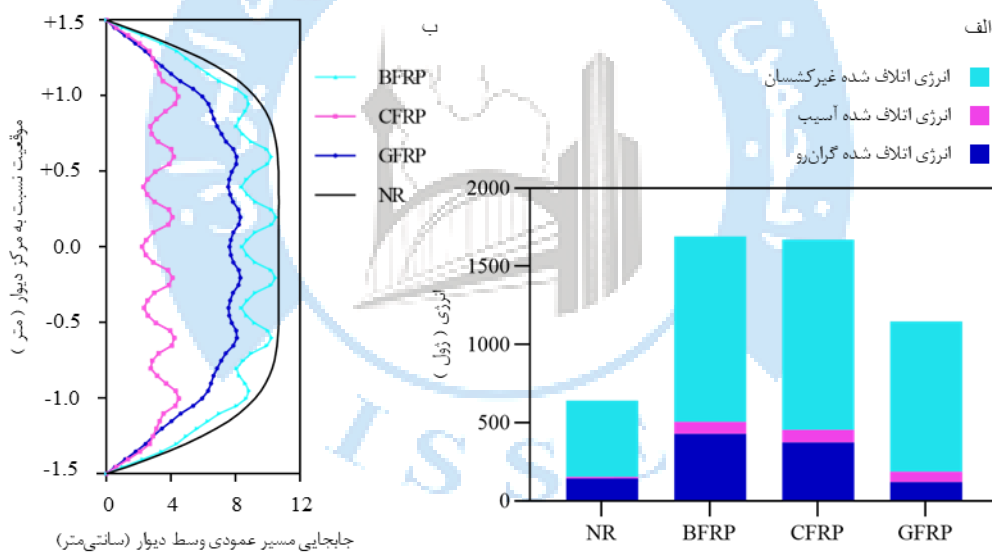 الف
انرژی اتلاف شده غیرکشسان
انرژی اتلاف شده آسیب
انرژی اتلاف شده گران‌رو
2000
1500
1000
500
0
انرژی ( ژول )
NR BFRP CFRP GFRP
ب
BFRP
CFRP
GFRP
NR
+1.5
+1.0
+0.5
0.0
-0.5
-1.0
-1.5
موقعیت نسبت به مرکز دیوار ( متر )
0 4 8 12
جابجایی مسیر عمودی وسط دیوار (سانتی‌متر)
ISSE